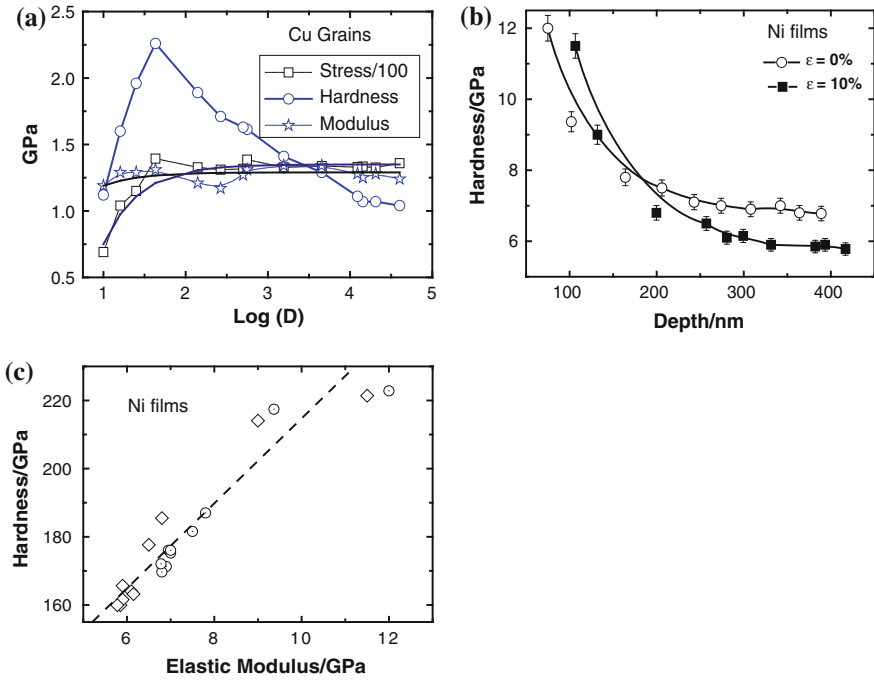 (a)
Cu Grains
Stress/100
Hardness
Modulus
GPa
2.5
2.0
1.5
1.0
0.5
0 1 2 3 4 5
Log (D)
(b)
Ni films
ε = 0%
ε = 10%
Hardness/GPa
12
10
8
6
100 200 300 400
Depth/nm
(c)
Ni films
Hardness/GPa
220
200
180
160
6 8 10 12
Elastic Modulus/GPa